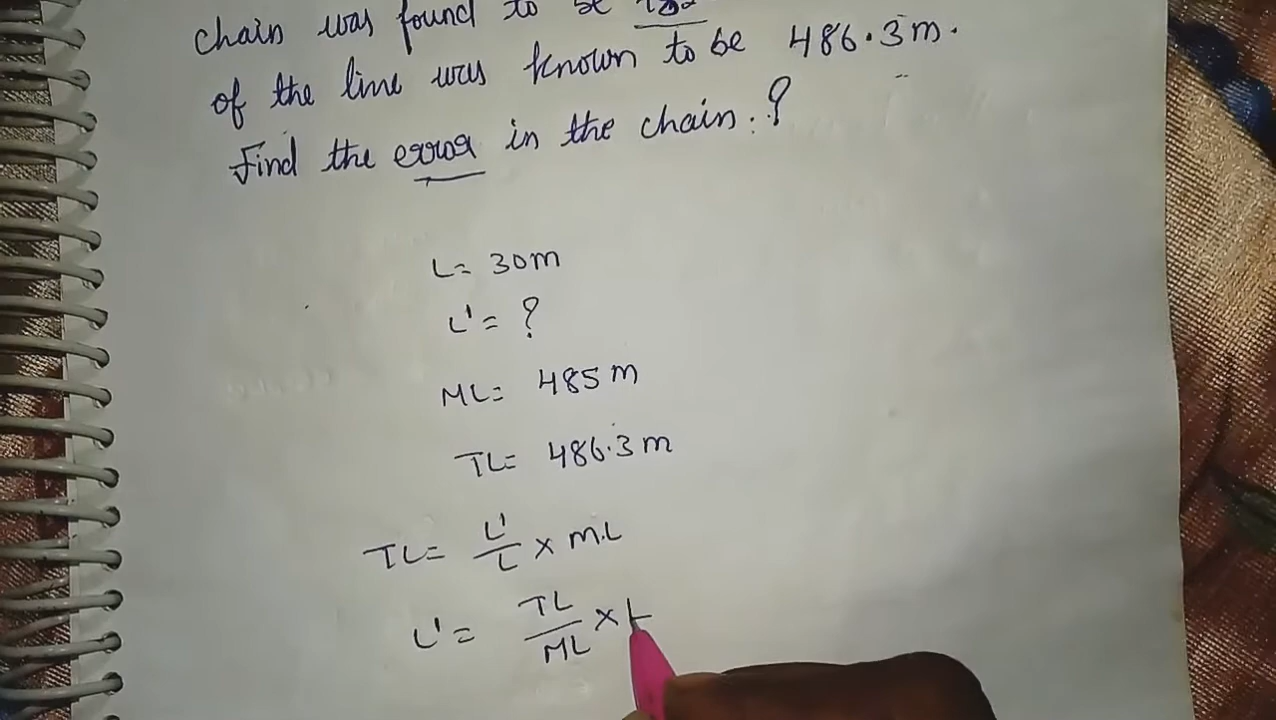 chain was found to be
of the line was known to be 486.3m.
Find the error in the chain.?
L= 30m
L'= ?
ML= 485 m
TL= 486.3 m
TL= L'/L × M.L
L'= TL/ML × L